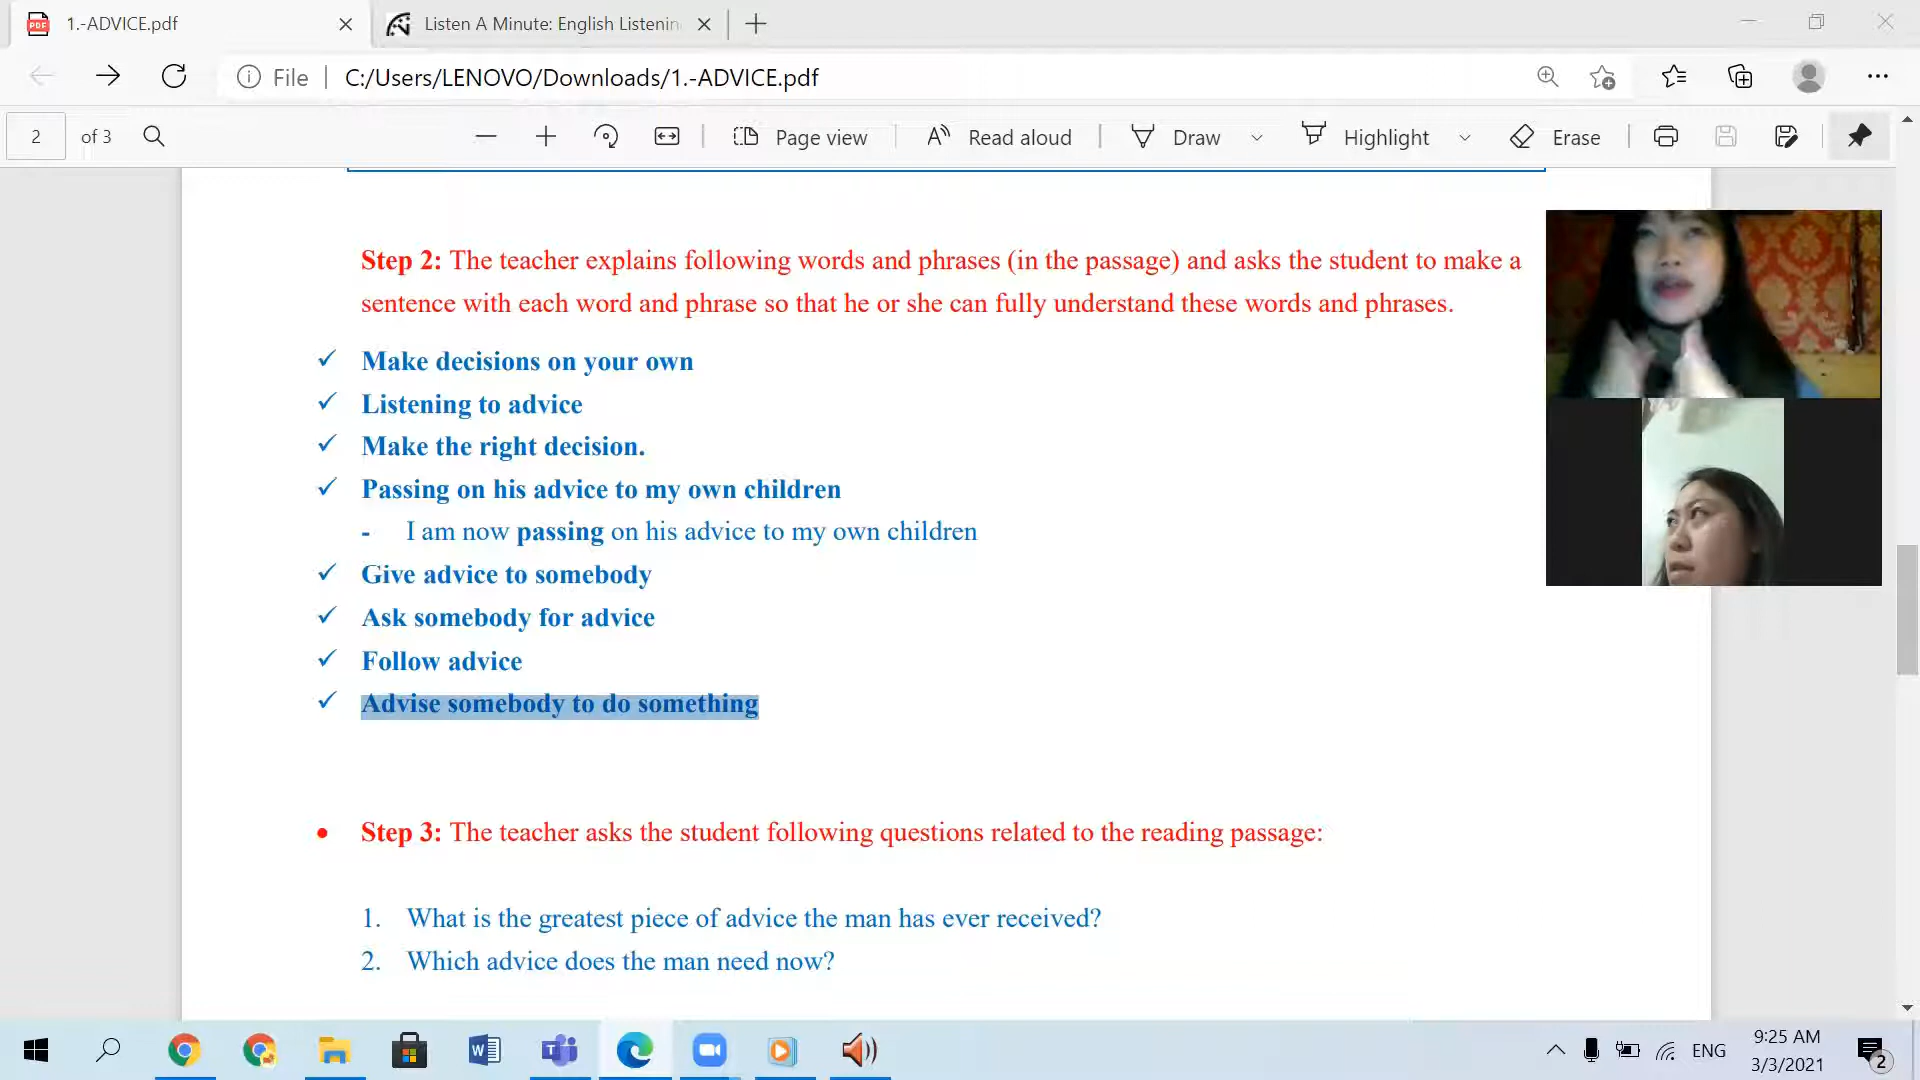 1.-ADVICE.pdf
Listen A Minute: English Listenin
File | C:/Users/LENOVO/Downloads/1.-ADVICE.pdf
2 of 3
Page view
Read aloud
Draw
Highlight
Erase
Step 2: The teacher explains following words and phrases (in the passage) and asks the student to make a
sentence with each word and phrase so that he or she can fully understand these words and phrases.
✓ Make decisions on your own
✓ Listening to advice
✓ Make the right decision.
✓ Passing on his advice to my own children
- I am now passing on his advice to my own children
✓ Give advice to somebody
✓ Ask somebody for advice
✓ Follow advice
✓ Advise somebody to do something
• Step 3: The teacher asks the student following questions related to the reading passage:
1. What is the greatest piece of advice the man has ever received?
2. Which advice does the man need now?
ENG
9:25 AM
3/3/2021
2